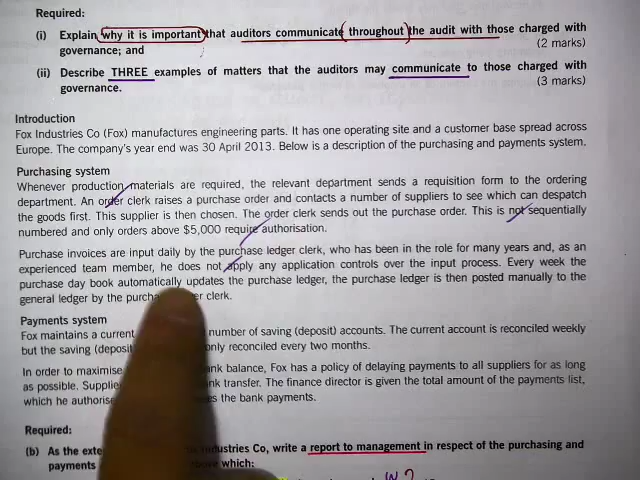 Required:
(i) Explain why it is important that auditors communicate throughout the audit with those charged with
governance; and (2 marks)
(ii) Describe THREE examples of matters that the auditors may communicate to those charged with
governance. (3 marks)
Introduction
Fox Industries Co (Fox) manufactures engineering parts. It has one operating site and a customer base spread across
Europe. The company's year end was 30 April 2013. Below is a description of the purchasing and payments system.
Purchasing system
Whenever production materials are required, the relevant department sends a requisition form to the ordering
department. An order clerk raises a purchase order and contacts a number of suppliers to see which can despatch
the goods first. This supplier is then chosen. The order clerk sends out the purchase order. This is not sequentially
numbered and only orders above $5,000 require authorisation.
Purchase invoices are input daily by the purchase ledger clerk, who has been in the role for many years and, as an
experienced team member, he does not apply any application controls over the input process. Every week the
purchase day book automatically updates the purchase ledger, the purchase ledger is then posted manually to the
general ledger by the purch er clerk.
Payments system
Fox maintains a current number of saving (deposit) accounts. The current account is reconciled weekly
but the saving (deposit only reconciled every two months.
In order to maximise nk balance, Fox has a policy of delaying payments to all suppliers for as long
as possible. Supplie nk transfer. The finance director is given the total amount of the payments list,
which he authoris es the bank payments.
Required:
(b) As the exte Industries Co, write a report to management in respect of the purchasing and
payments ove which: